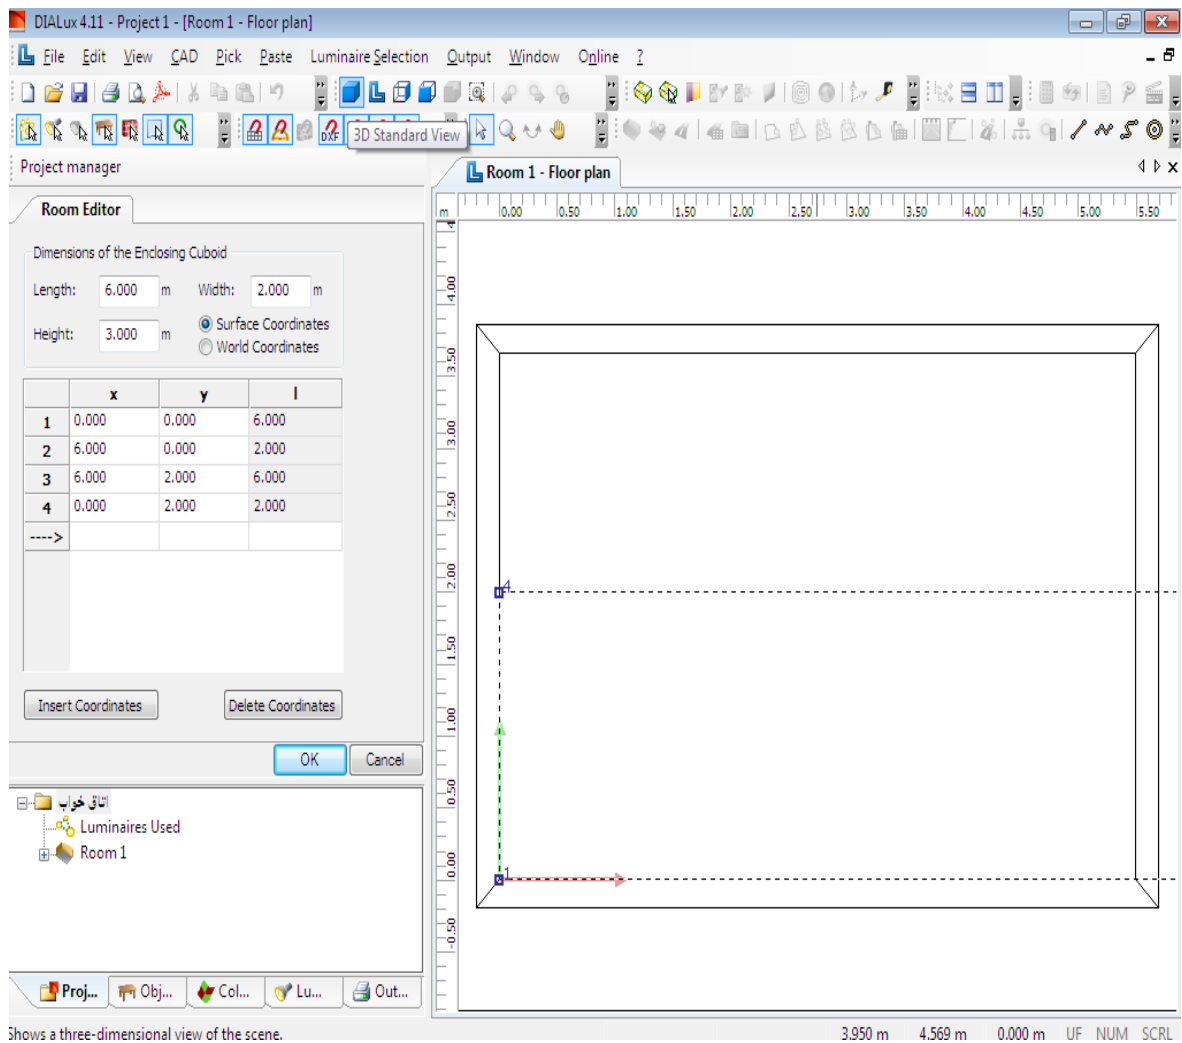 DIALux 4.11 - Project 1 - [Room 1 - Floor plan]
File Edit View CAD Pick Paste Luminaire Selection Output Window Online ?
DXF
3D Standard View
Project manager
Room 1 - Floor plan
Room Editor
m 0.00 0.50 1.00 1.50 2.00 2.50 3.00 3.50 4.00 4.50 5.00 5.50
Dimensions of the Enclosing Cuboid
Length: 6.000 m Width: 2.000 m
Height: 3.000 m
Surface Coordinates
World Coordinates
x y l
1 0.000 0.000 6.000
2 6.000 0.000 2.000
3 6.000 2.000 6.000
4 0.000 2.000 2.000
---->
Insert Coordinates Delete Coordinates
OK Cancel
اتاق خواب
Luminaires Used
Room 1
Proj... Obj... Col... Lu... Out...
4.00
3.50
m
3.00
m
2.50
2.00
1.50
1.00
0.50
0.00
-0.50
4
1
Shows a three-dimensional view of the scene.
3.950 m 4.569 m 0.000 m UF NUM SCRL